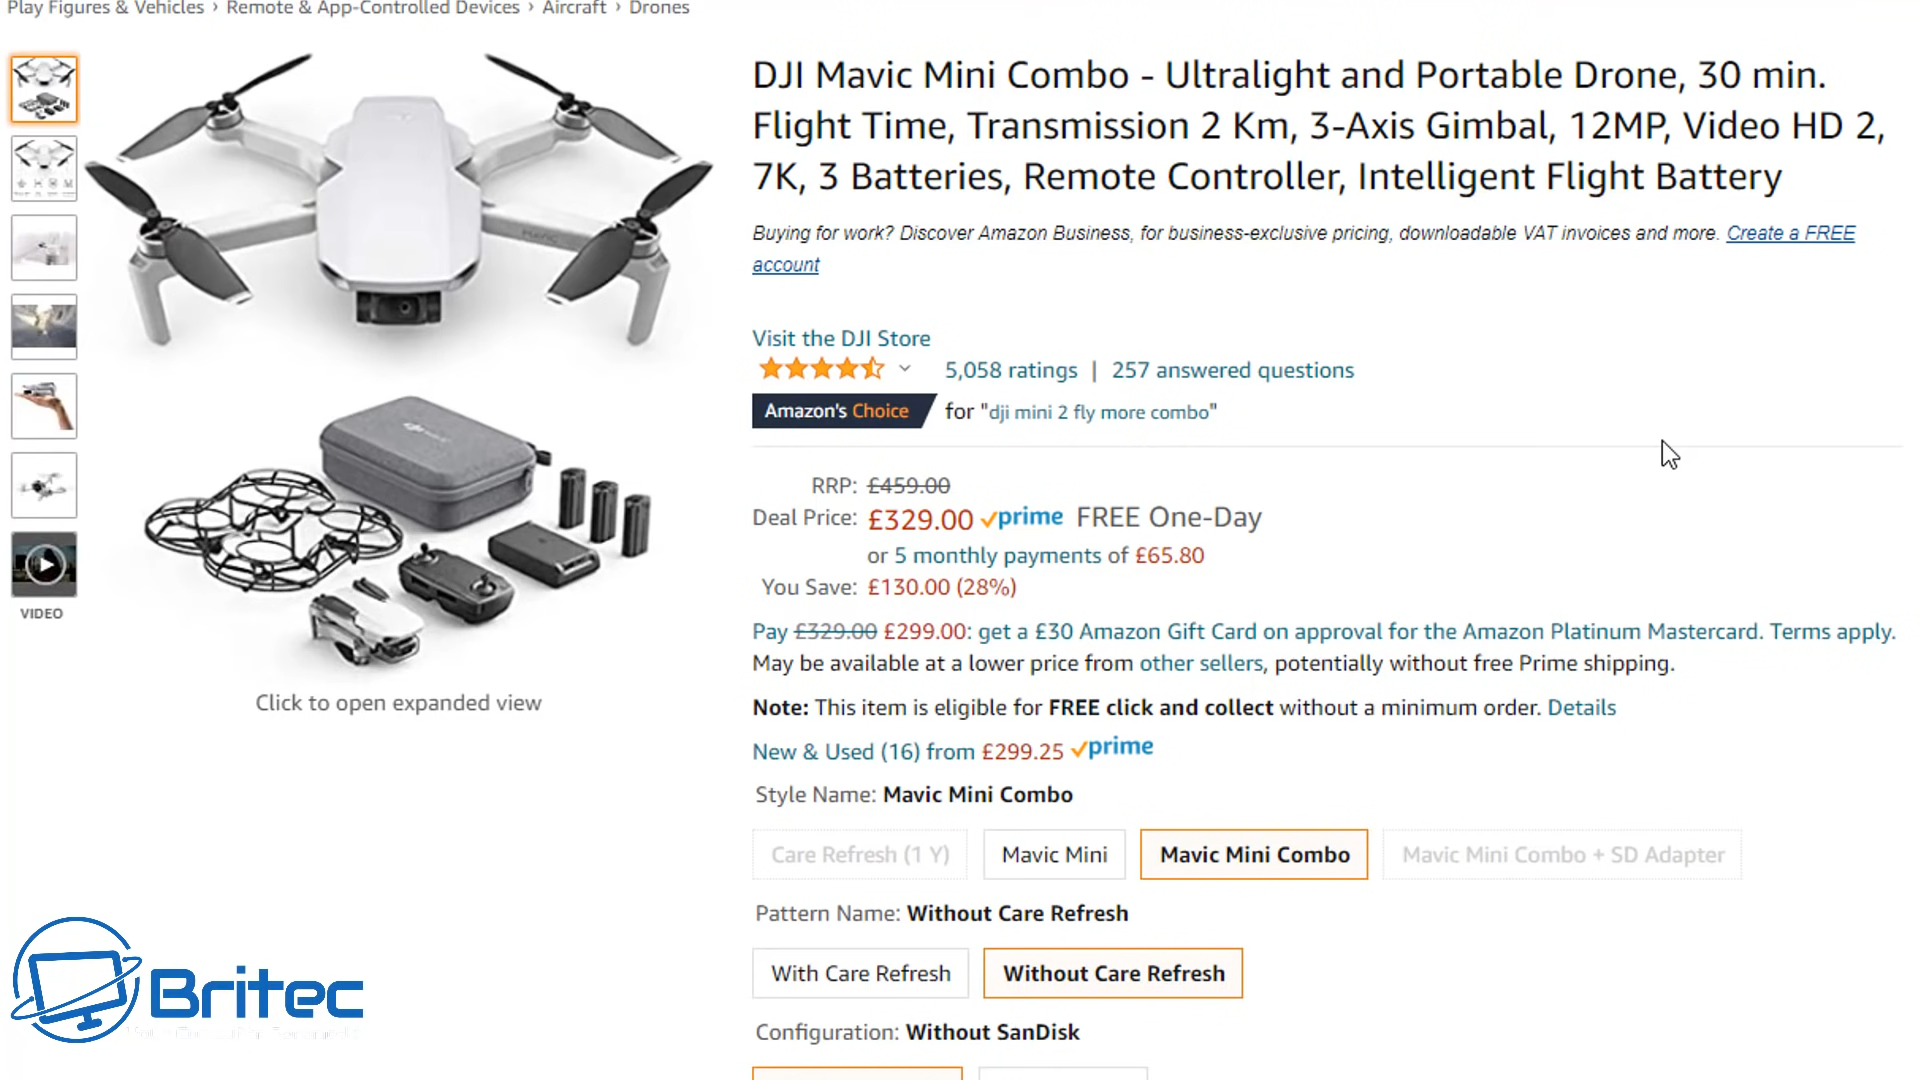 Play Figures & Vehicles › Remote & App-Controlled Devices › Aircraft › Drones
DJI Mavic Mini Combo - Ultralight and Portable Drone, 30 min.
Flight Time, Transmission 2 Km, 3-Axis Gimbal, 12MP, Video HD 2,
7K, 3 Batteries, Remote Controller, Intelligent Flight Battery
Buying for work? Discover Amazon Business, for business-exclusive pricing, downloadable VAT invoices and more. Create a FREE
account
Visit the DJI Store
5,058 ratings | 257 answered questions
Amazon's Choice for "dji mini 2 fly more combo"
RRP: £459.00
Deal Price: £329.00 prime FREE One-Day
or 5 monthly payments of £65.80
You Save: £130.00 (28%)
Pay £329.00 £299.00: get a £30 Amazon Gift Card on approval for the Amazon Platinum Mastercard. Terms apply.
May be available at a lower price from other sellers, potentially without free Prime shipping.
Note: This item is eligible for FREE click and collect without a minimum order. Details
New & Used (16) from £299.25 prime
Style Name: Mavic Mini Combo
Care Refresh (1 Y) Mavic Mini Mavic Mini Combo Mavic Mini Combo + SD Adapter
Pattern Name: Without Care Refresh
With Care Refresh Without Care Refresh
Configuration: Without SanDisk
VIDEO
Click to open expanded view
Britec